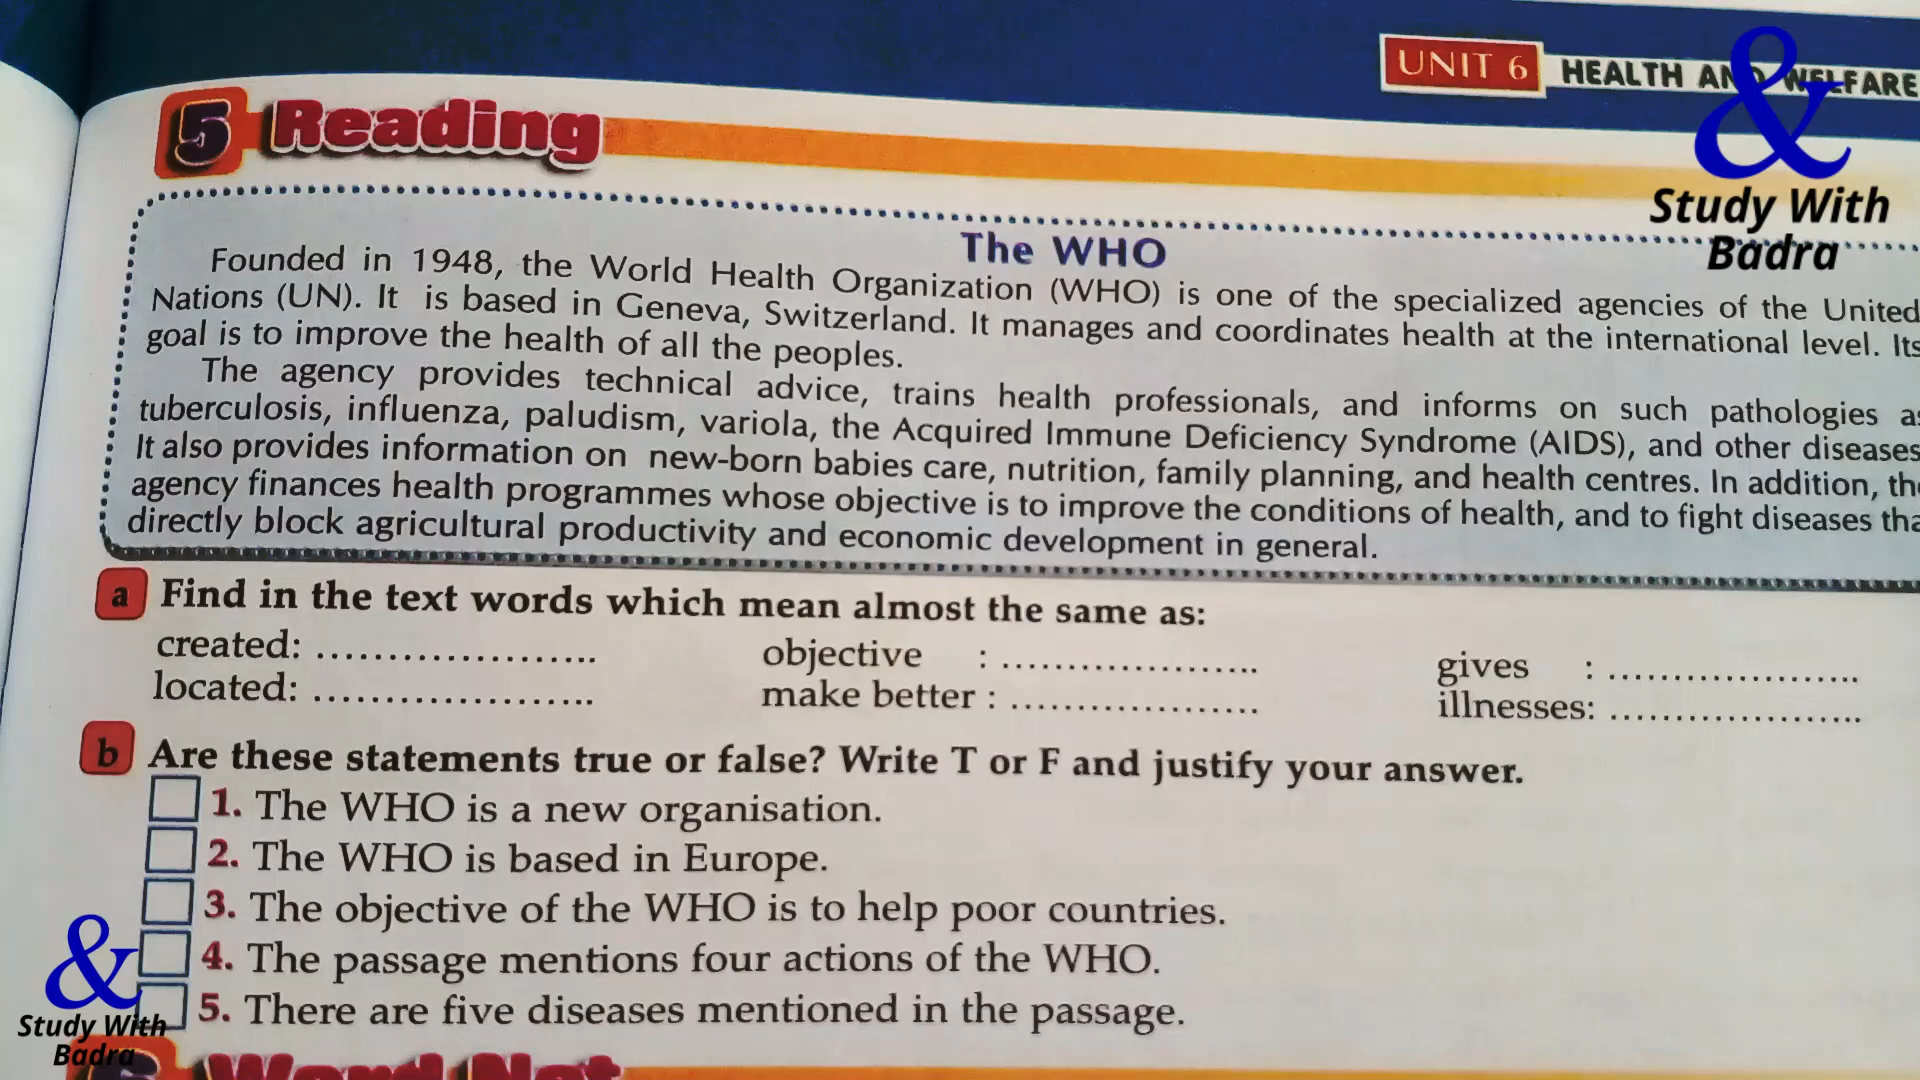 UNIT 6 HEALTH AND WELFARE
&
Study With
Badra
5 Reading
The WHO
Founded in 1948, the World Health Organization (WHO) is one of the specialized agencies of the United
Nations (UN). It is based in Geneva, Switzerland. It manages and coordinates health at the international level. Its
goal is to improve the health of all the peoples.
The agency provides technical advice, trains health professionals, and informs on such pathologies as
tuberculosis, influenza, paludism, variola, the Acquired Immune Deficiency Syndrome (AIDS), and other diseases
It also provides information on new-born babies care, nutrition, family planning, and health centres. In addition, the
agency finances health programmes whose objective is to improve the conditions of health, and to fight diseases tha
directly block agricultural productivity and economic development in general.
a Find in the text words which mean almost the same as:
created: ..................... objective : ....................... gives : ......................
located: ...................... make better : ...................... illnesses: ......................
b Are these statements true or false? Write T or F and justify your answer.
1. The WHO is a new organisation.
2. The WHO is based in Europe.
3. The objective of the WHO is to help poor countries.
4. The passage mentions four actions of the WHO.
5. There are five diseases mentioned in the passage.
&
Study With
Badra
6 Word Net